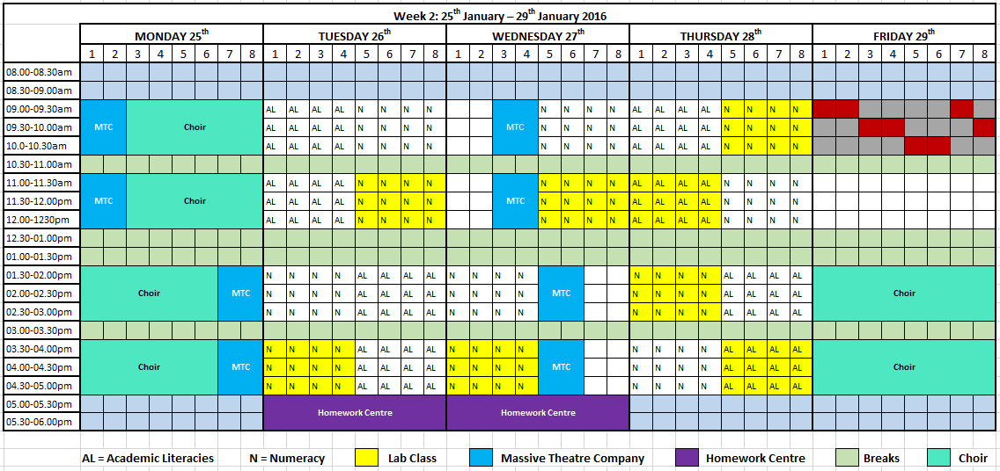 Week 2: 25th January – 29th January 2016
MONDAY 25th TUESDAY 26th WEDNESDAY 27th THURSDAY 28th FRIDAY 29th
1 2 3 4 5 6 7 8 1 2 3 4 5 6 7 8 1 2 3 4 5 6 7 8 1 2 3 4 5 6 7 8 1 2 3 4 5 6 7 8
08.00-08.30am
08.30-09.00am
09.00-09.30am AL AL AL AL N N N N N N N N AL AL AL AL N N N N
09.30-10.00am MTC Choir AL AL AL AL N N N N MTC N N N N AL AL AL AL N N N N
10.0-10.30am AL AL AL AL N N N N N N N N AL AL AL AL N N N N
10.30-11.00am
11.00-11.30am AL AL AL AL N N N N N N N N AL AL AL AL N N N N
11.30-12.00pm MTC Choir AL AL AL AL N N N N MTC N N N N AL AL AL AL N N N N
12.00-1230pm AL AL AL AL N N N N N N N N AL AL AL AL N N N N
12.30-01.00pm
01.00-01.30pm
01.30-02.00pm N N N N AL AL AL AL N N N N N N N N AL AL AL AL
02.00-02.30pm Choir MTC N N N N AL AL AL AL N N N N MTC N N N N AL AL AL AL Choir
02.30-03.00pm N N N N AL AL AL AL N N N N N N N N AL AL AL AL
03.00-03.30pm
03.30-04.00pm N N N N AL AL AL AL N N N N N N N N AL AL AL AL
04.00-04.30pm Choir MTC N N N N AL AL AL AL N N N N MTC N N N N AL AL AL AL Choir
04.30-05.00pm N N N N AL AL AL AL N N N N N N N N AL AL AL AL
05.00-05.30pm Homework Centre Homework Centre
05.30-06.00pm
AL = Academic Literacies N = Numeracy Lab Class Massive Theatre Company Homework Centre Breaks Choir